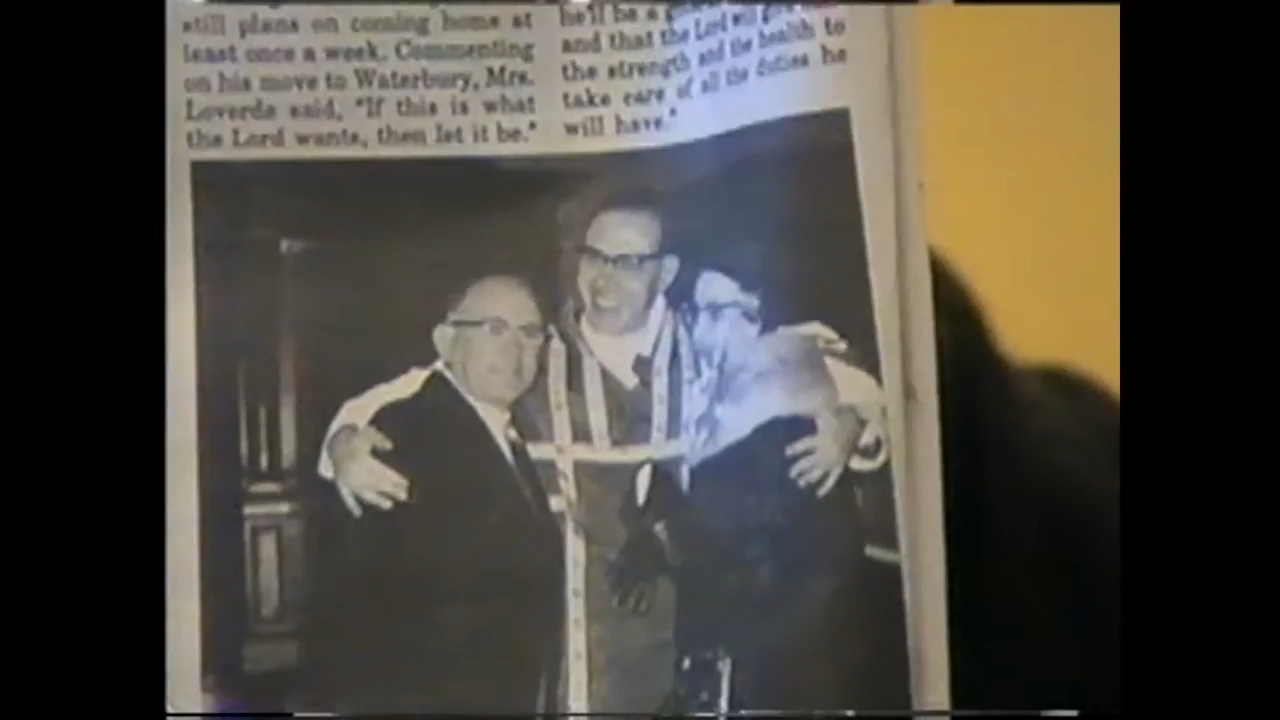 still plans on coming home at
least once a week. Commenting
on his move to Waterbury, Mrs.
Loverde said, "If this is what
the Lord wants, then let it be."
he'll be a
and that the Lord will give
the strength and the health to
take care of all the duties he
will have."